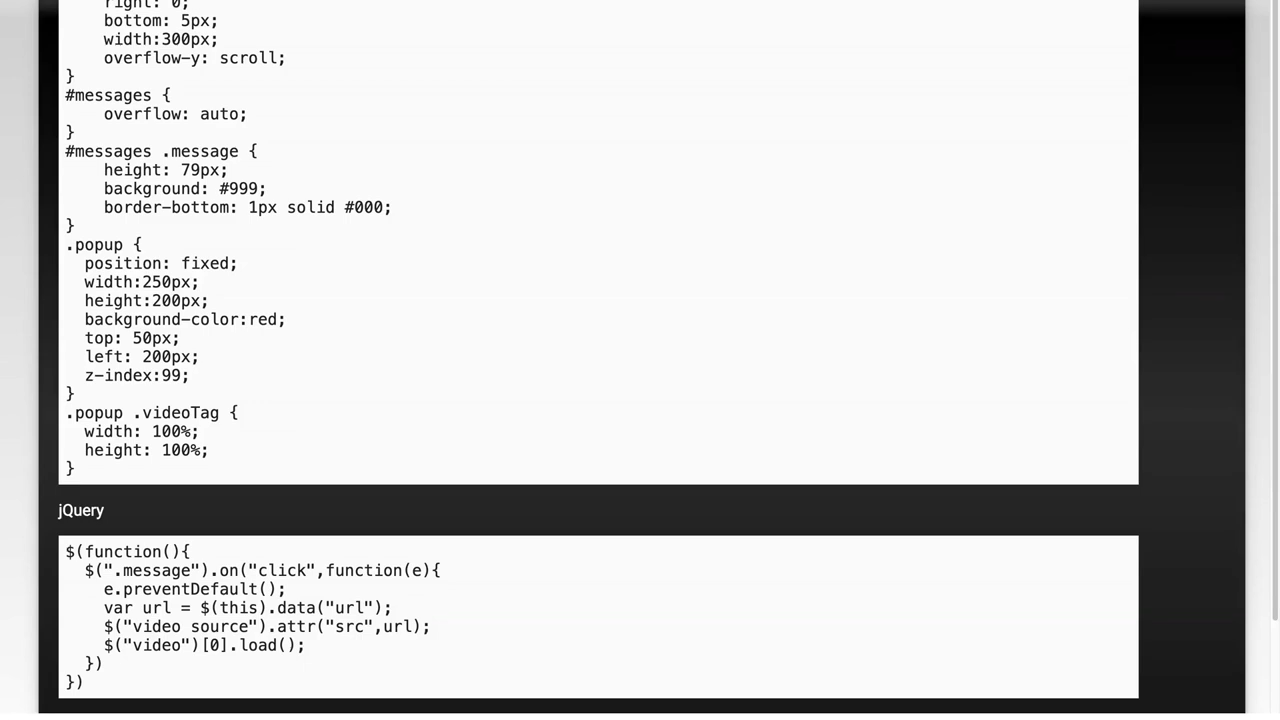 right: 0;
bottom: 5px;
width:300px;
overflow-y: scroll;
}
#messages {
overflow: auto;
}
#messages .message {
height: 79px;
background: #999;
border-bottom: 1px solid #000;
}
.popup {
position: fixed;
width:250px;
height:200px;
background-color:red;
top: 50px;
left: 200px;
z-index:99;
}
.popup .videoTag {
width: 100%;
height: 100%;
}
jQuery
$(function(){
$(".message").on("click",function(e){
e.preventDefault();
var url = $(this).data("url");
$("video source").attr("src",url);
$("video")[0].load();
})
})